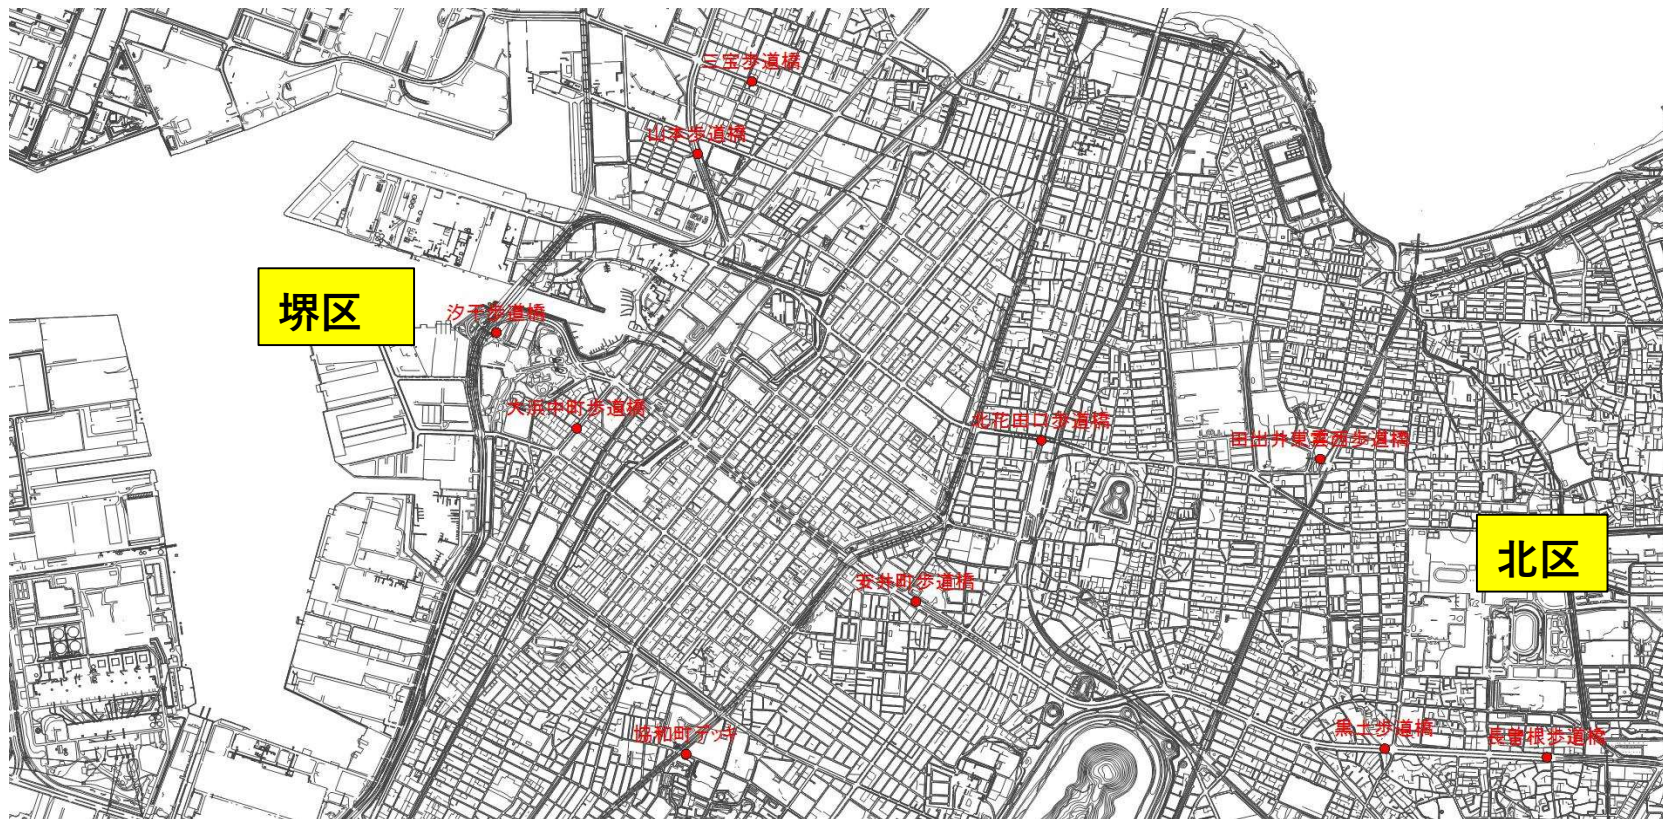 三宝歩道橋
山本歩道橋
堺区
汐干歩道橋
大浜中町歩道橋
北花田口歩道橋
田出井東雲西歩道橋
北区
安井町歩道橋
協和町デッキ
黒土歩道橋
長曽根歩道橋